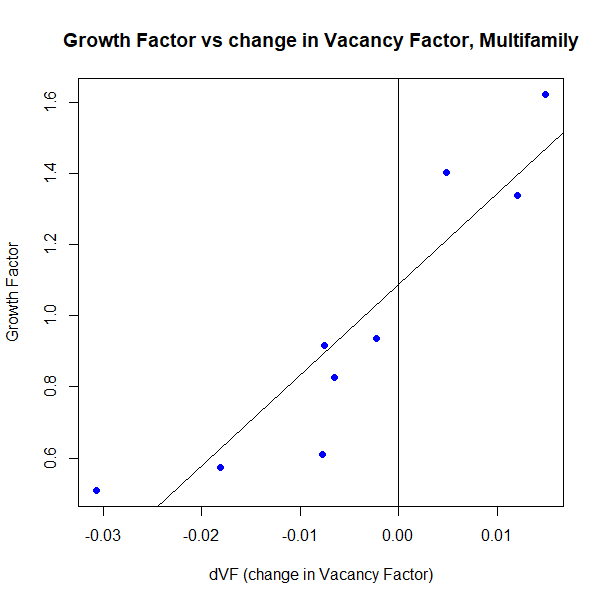 Growth Factor vs change in Vacancy Factor, Multifamily
Growth Factor
1.6
1.4
1.2
1.0
0.8
0.6
-0.03 -0.02 -0.01 0.00 0.01
dVF (change in Vacancy Factor)